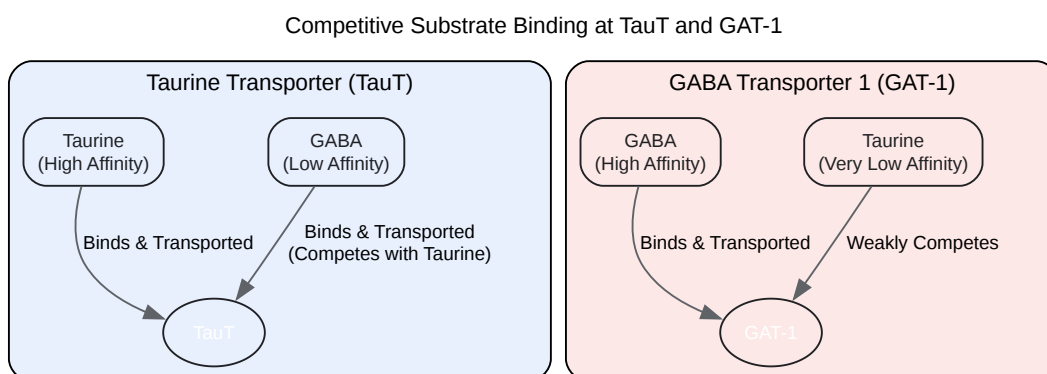 Competitive Substrate Binding at TauT and GAT-1
Taurine Transporter (TauT)
Taurine
(High Affinity)
GABA
(Low Affinity)
Binds & Transported
Binds & Transported
(Competes with Taurine)
TauT
GABA Transporter 1 (GAT-1)
GABA
(High Affinity)
Taurine
(Very Low Affinity)
Binds & Transported
Weakly Competes
GAT-1